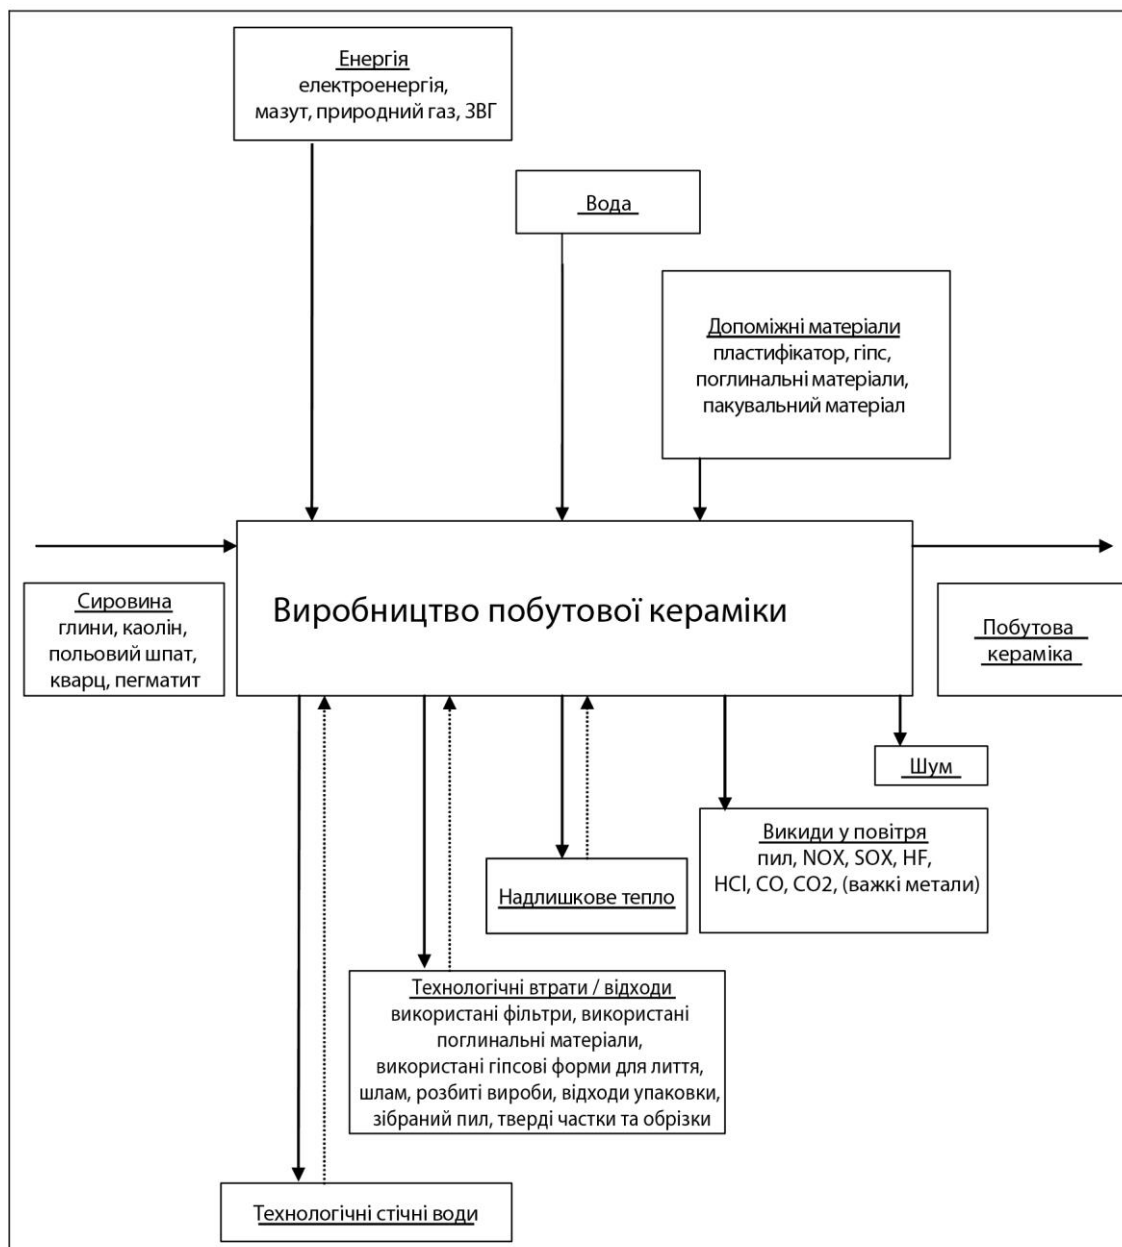 Енергія
електроенергія,
мазут, природний газ, ЗВГ
Вода
Допоміжні матеріали
пластифікатор, гіпс,
поглинальні матеріали,
пакувальний матеріал
Сировина
глини, каолін,
польовий шпат,
кварц, пегматит
Виробництво побутової кераміки
Побутова
кераміка
Шум
Викиди у повітря
пил, NOX, SOX, HF,
HCl, CO, CO2, (важкі метали)
Надлишкове тепло
Технологічні втрати / відходи
використані фільтри, використані
поглинальні матеріали,
використані гіпсові форми для лиття,
шлам, розбиті вироби, відходи упаковки,
зібраний пил, тверді частки та обрізки
Технологічні стічні води